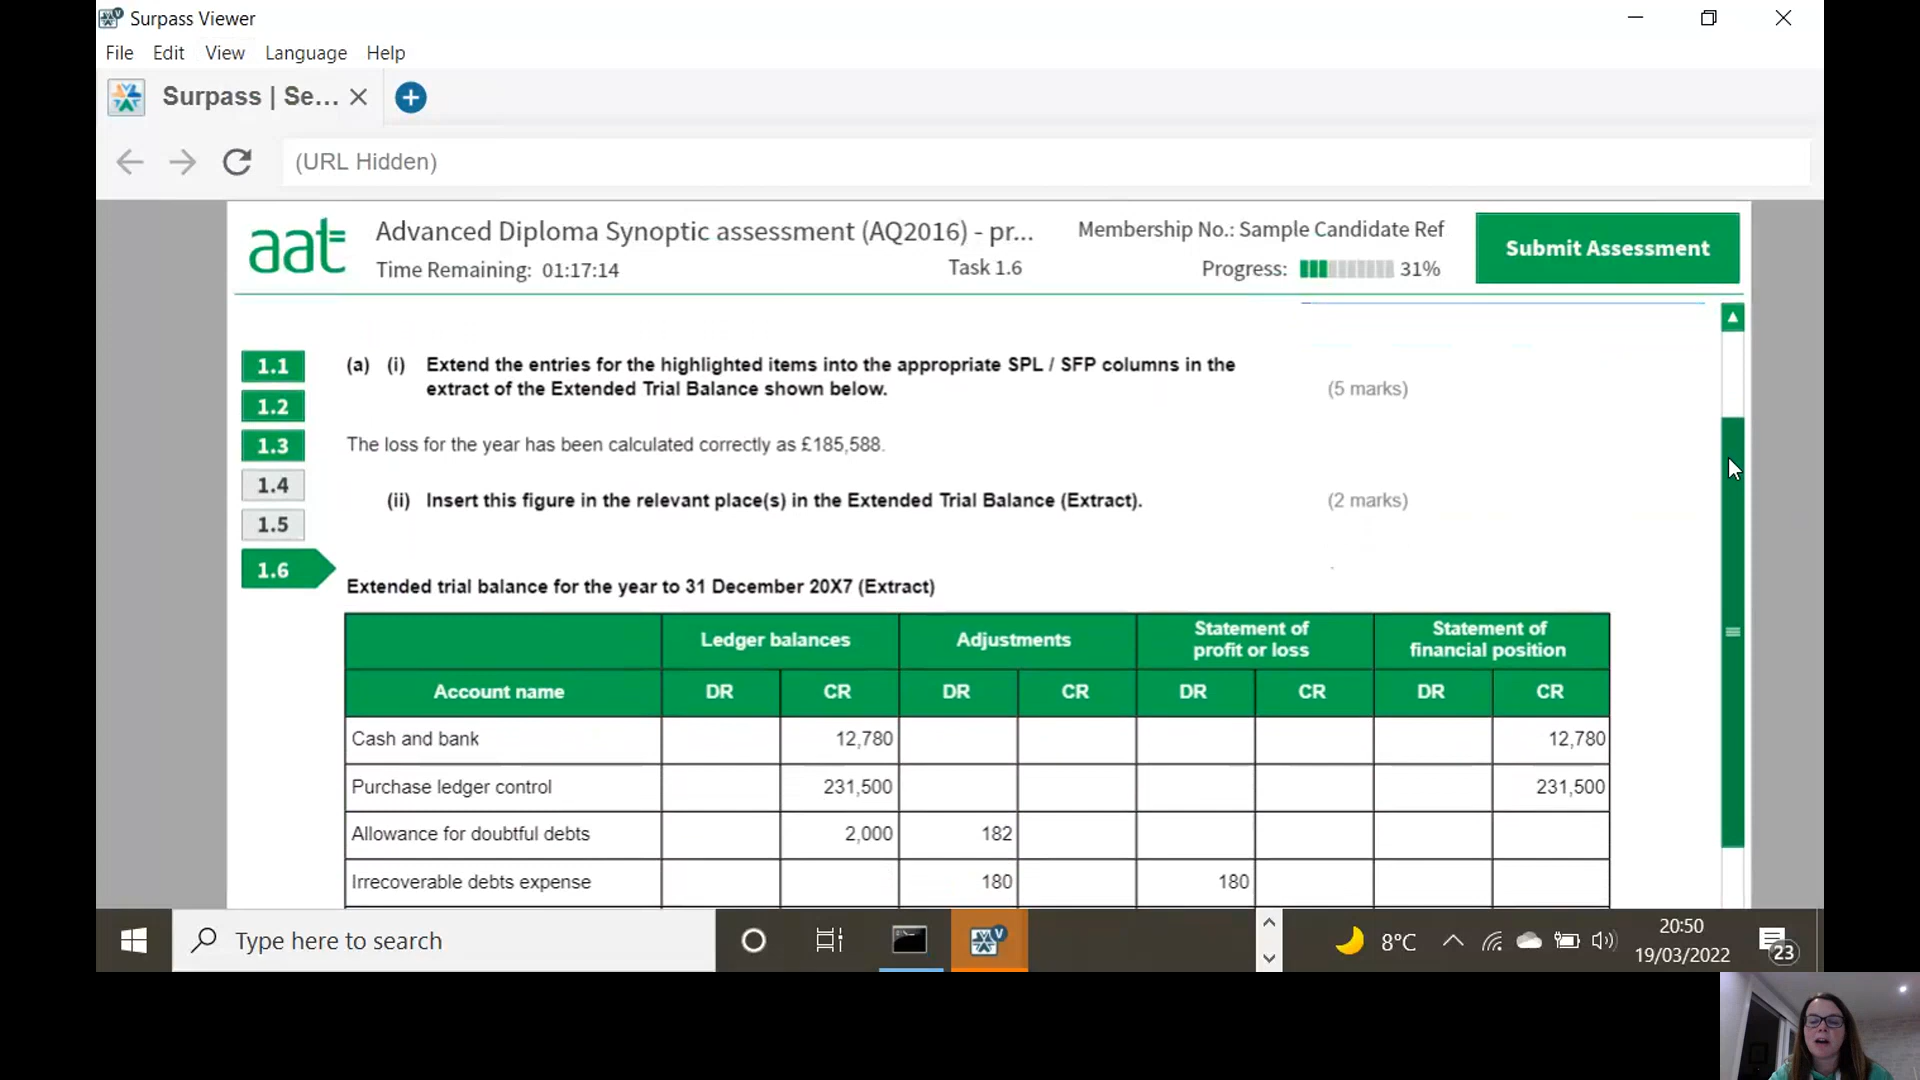 Surpass Viewer
File Edit View Language Help
Surpass | Se...
(URL Hidden)
aat
Advanced Diploma Synoptic assessment (AQ2016) - pr...
Membership No.: Sample Candidate Ref
Submit Assessment
Time Remaining: 01:17:14
Task 1.6
Progress: 31%
1.1
1.2
1.3
1.4
1.5
1.6
(a) (i) Extend the entries for the highlighted items into the appropriate SPL / SFP columns in the
extract of the Extended Trial Balance shown below. (5 marks)
The loss for the year has been calculated correctly as £185,588.
(ii) Insert this figure in the relevant place(s) in the Extended Trial Balance (Extract). (2 marks)
Extended trial balance for the year to 31 December 20X7 (Extract)
Ledger balances Adjustments Statement of profit or loss Statement of financial position
Account name DR CR DR CR DR CR DR CR
Cash and bank 12,780 12,780
Purchase ledger control 231,500 231,500
Allowance for doubtful debts 2,000 182
Irrecoverable debts expense 180 180
Type here to search
8°C
20:50
19/03/2022
23